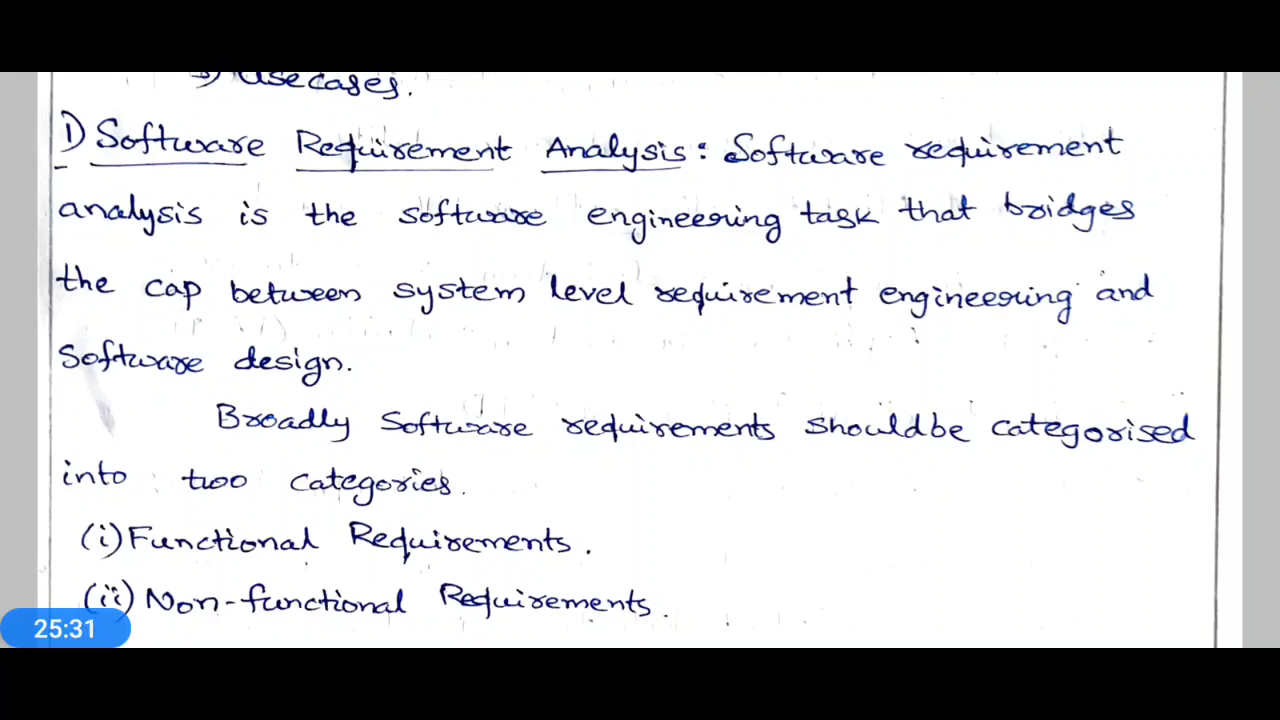 Usecases.
1) Software Requirement Analysis: Software requirement
analysis is the software engineering task that bridges
the cap between system level requirement engineering and
software design.
Broadly Software requirements shouldbe categorised
into two categories.
(i) Functional Requirements.
(ii) Non-functional Requirements.
25:31